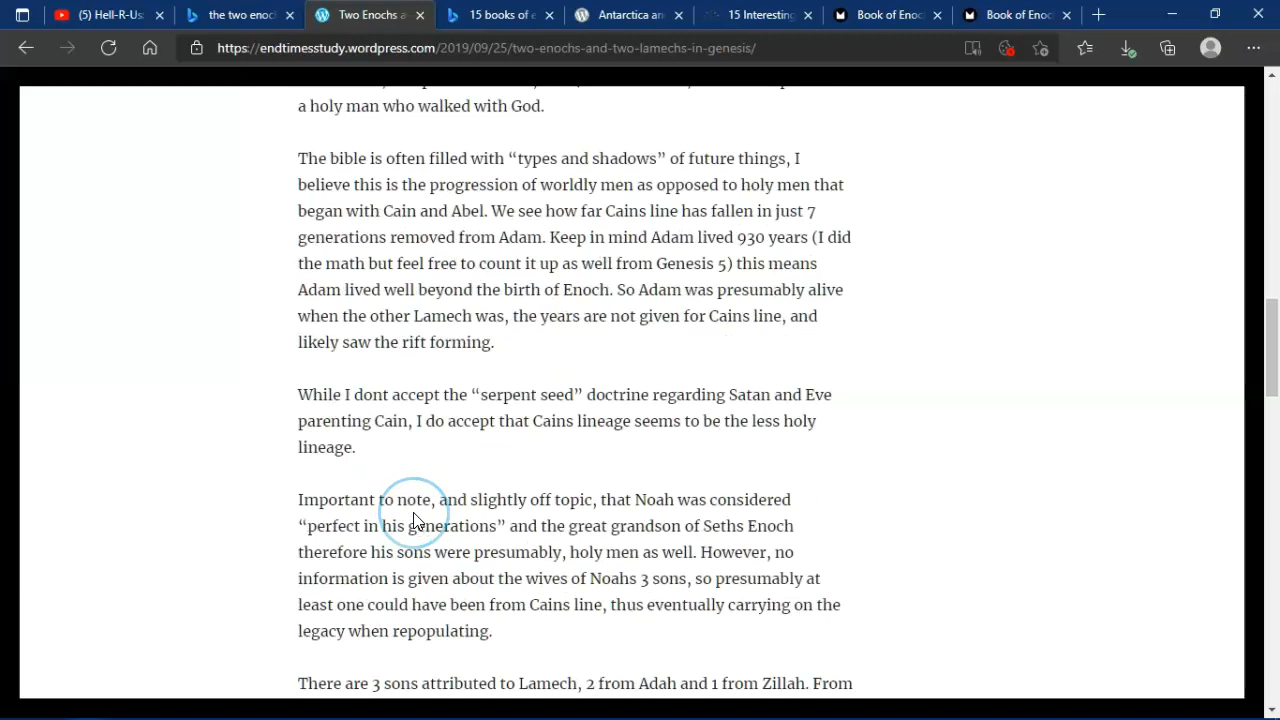 (5) Hell-R-Us:
the two enoc
Two Enochs a
15 books of e
Antarctica an
15 Interesting
Book of Enoc
Book of Enoc
https://endtimesstudy.wordpress.com/2019/09/25/two-enochs-and-two-lamechs-in-genesis/
a holy man who walked with God.
The bible is often filled with “types and shadows” of future things, I
believe this is the progression of worldly men as opposed to holy men that
began with Cain and Abel. We see how far Cains line has fallen in just 7
generations removed from Adam. Keep in mind Adam lived 930 years (I did
the math but feel free to count it up as well from Genesis 5) this means
Adam lived well beyond the birth of Enoch. So Adam was presumably alive
when the other Lamech was, the years are not given for Cains line, and
likely saw the rift forming.
While I dont accept the “serpent seed” doctrine regarding Satan and Eve
parenting Cain, I do accept that Cains lineage seems to be the less holy
lineage.
Important to note, and slightly off topic, that Noah was considered
“perfect in his generations” and the great grandson of Seths Enoch
therefore his sons were presumably, holy men as well. However, no
information is given about the wives of Noahs 3 sons, so presumably at
least one could have been from Cains line, thus eventually carrying on the
legacy when repopulating.
There are 3 sons attributed to Lamech, 2 from Adah and 1 from Zillah. From